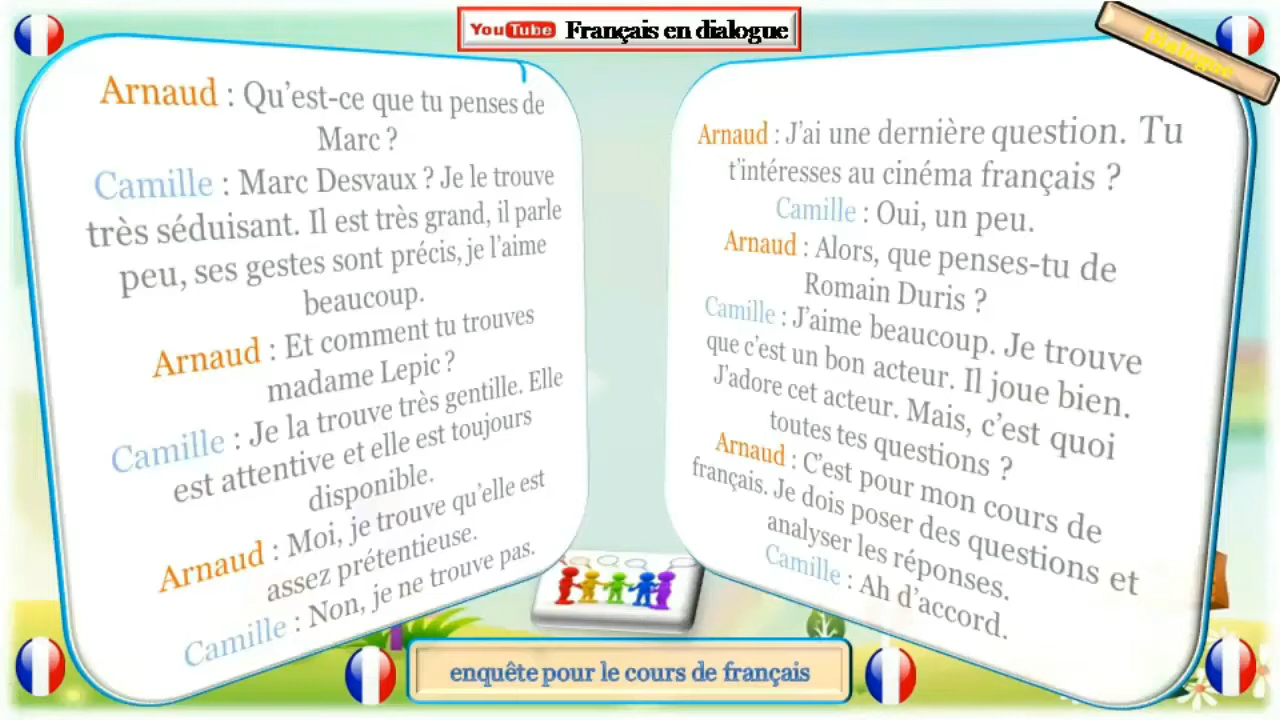 YouTube Français en dialogue
Dialogue
Arnaud : Qu'est-ce que tu penses de
Marc ?
Camille : Marc Desvaux ? Je le trouve
très séduisant. Il est très grand, il parle
peu, ses gestes sont précis, je l'aime
beaucoup.
Arnaud : Et comment tu trouves
madame Lepic ?
Camille : Je la trouve très gentille. Elle
est attentive et elle est toujours
disponible.
Arnaud : Moi, je trouve qu'elle est
assez prétentieuse.
Camille : Non, je ne trouve pas.
Arnaud : J'ai une dernière question. Tu
t'intéresses au cinéma français ?
Camille : Oui, un peu.
Arnaud : Alors, que penses-tu de
Romain Duris ?
Camille : J'aime beaucoup. Je trouve
que c'est un bon acteur. Il joue bien.
J'adore cet acteur. Mais, c'est quoi
toutes tes questions ?
Arnaud : C'est pour mon cours de
français. Je dois poser des questions et
analyser les réponses.
Camille : Ah d'accord.
enquête pour le cours de français